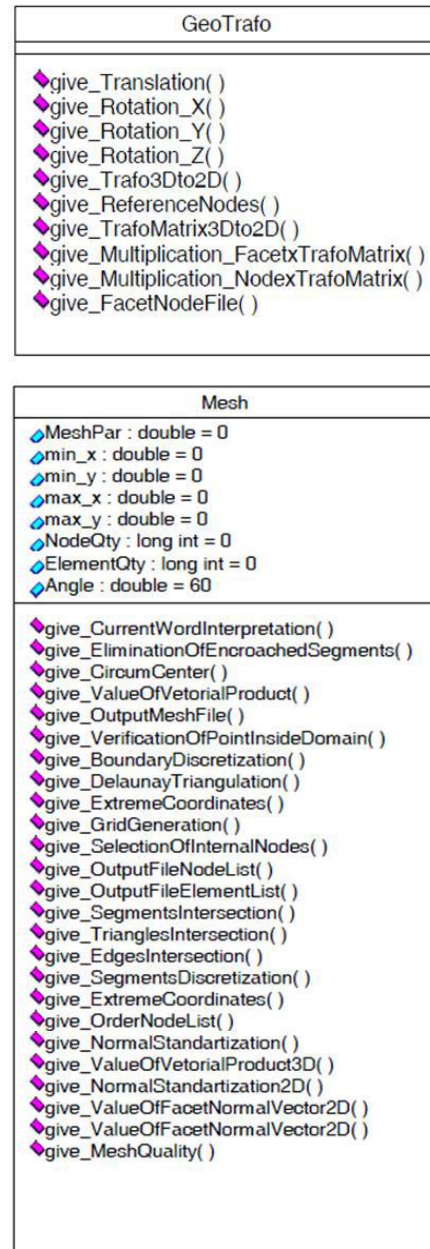 GeoTrafo
give_Translation( )
give_Rotation_X( )
give_Rotation_Y( )
give_Rotation_Z( )
give_Trafo3Dto2D( )
give_ReferenceNodes( )
give_TrafoMatrix3Dto2D( )
give_Multiplication_FacetxTrafoMatrix( )
give_Multiplication_NodexTrafoMatrix( )
give_FacetNodeFile( )
Mesh
MeshPar : double = 0
min_x : double = 0
min_y : double = 0
max_x : double = 0
max_y : double = 0
NodeQty : long int = 0
ElementQty : long int = 0
Angle : double = 60
give_CurrentWordInterpretation( )
give_EliminationOfEncroachedSegments( )
give_CircumCenter( )
give_ValueOfVetorialProduct( )
give_OutputMeshFile( )
give_VerificationOfPointInsideDomain( )
give_BoundaryDiscretization( )
give_DelaunayTriangulation( )
give_ExtremeCoordinates( )
give_GridGeneration( )
give_SelectionOfInternalNodes( )
give_OutputFileNodeList( )
give_OutputFileElementList( )
give_SegmentsIntersection( )
give_TrianglesIntersection( )
give_EdgesIntersection( )
give_SegmentsDiscretization( )
give_ExtremeCoordinates( )
give_OrderNodeList( )
give_NormalStandartization( )
give_ValueOfVetorialProduct3D( )
give_NormalStandartization2D( )
give_ValueOfFacetNormalVector2D( )
give_ValueOfFacetNormalVector2D( )
give_MeshQuality( )